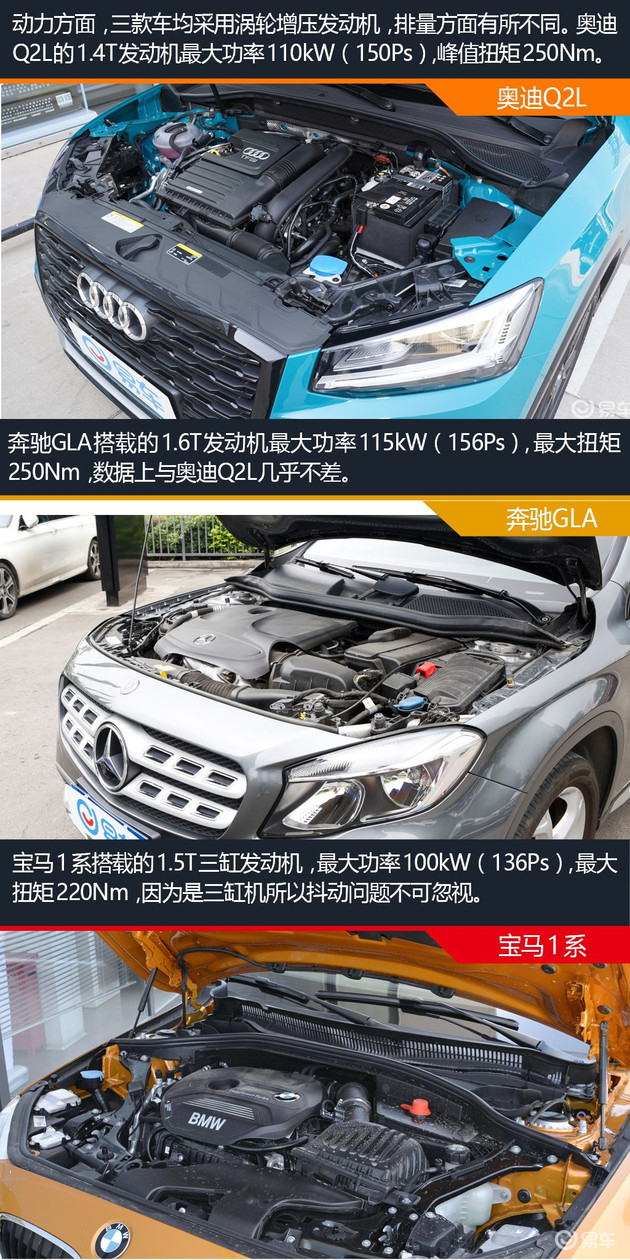 动力方面，三款车均采用涡轮增压发动机，排量方面有所不同。奥迪
Q2L的1.4T发动机最大功率110kW（150Ps），峰值扭矩250Nm。
奥迪Q2L
TFSI
易车
易车
奔驰GLA搭载的1.6T发动机最大功率115kW（156Ps），最大扭矩
250Nm，数据上与奥迪Q2L几乎不差。
奔驰GLA
宝马1系搭载的1.5T三缸发动机，最大功率100kW（136Ps），最大
扭矩220Nm，因为是三缸机所以抖动问题不可忽视。
宝马1系
BMW
BMW
易车